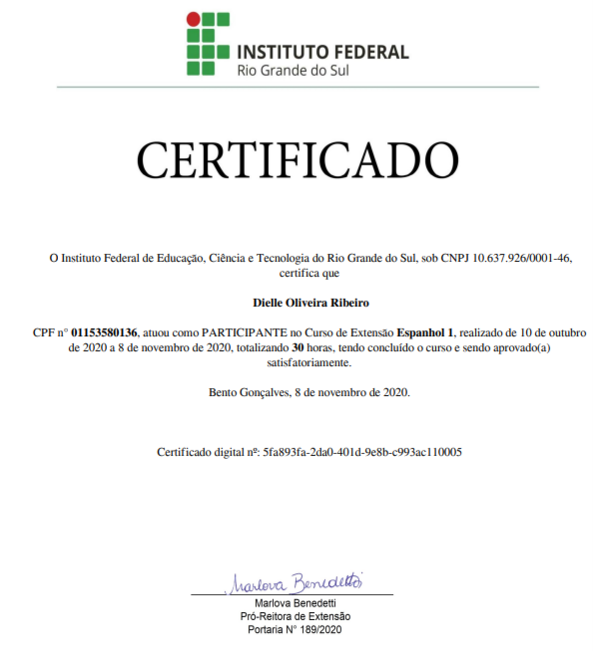 INSTITUTO FEDERAL
Rio Grande do Sul
CERTIFICADO
O Instituto Federal de Educação, Ciência e Tecnologia do Rio Grande do Sul, sob CNPJ 10.637.926/0001-46,
certifica que
Dielle Oliveira Ribeiro
CPF nº 01153580136, atuou como PARTICIPANTE no Curso de Extensão Espanhol 1, realizado de 10 de outubro
de 2020 a 8 de novembro de 2020, totalizando 30 horas, tendo concluído o curso e sendo aprovado(a)
satisfatoriamente.
Bento Gonçalves, 8 de novembro de 2020.
Certificado digital nº: 5fa893fa-2da0-401d-9e8b-c993ac110005
Marlova Benedetti
Marlova Benedetti
Pró-Reitora de Extensão
Portaria N° 189/2020